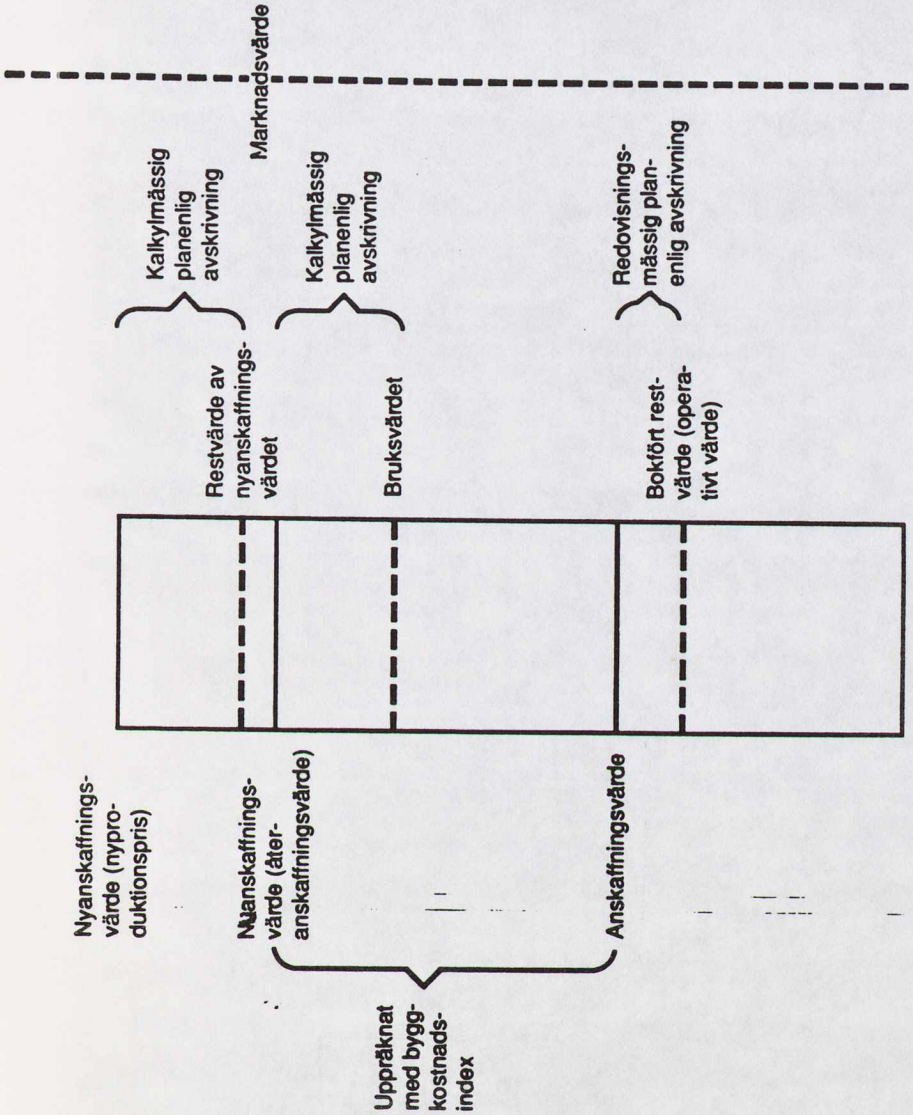 Nyanskaffnings-
värde (nypro-
duktionspris)
Kalkylmässig
planenlig
avskrivning
Restvärde av
nyanskaffnings-
värdet
Marknadsvärde
Nuanskaffnings-
värde (åter-
anskaffningsvärde)
Kalkylmässig
planenlig
avskrivning
Uppräknat
med bygg-
kostnads-
index
Bruksvärdet
Anskaffningsvärde
Redovisnings-
mässig plan-
enlig avskrivning
Bokfört rest-
värde (opera-
tivt värde)